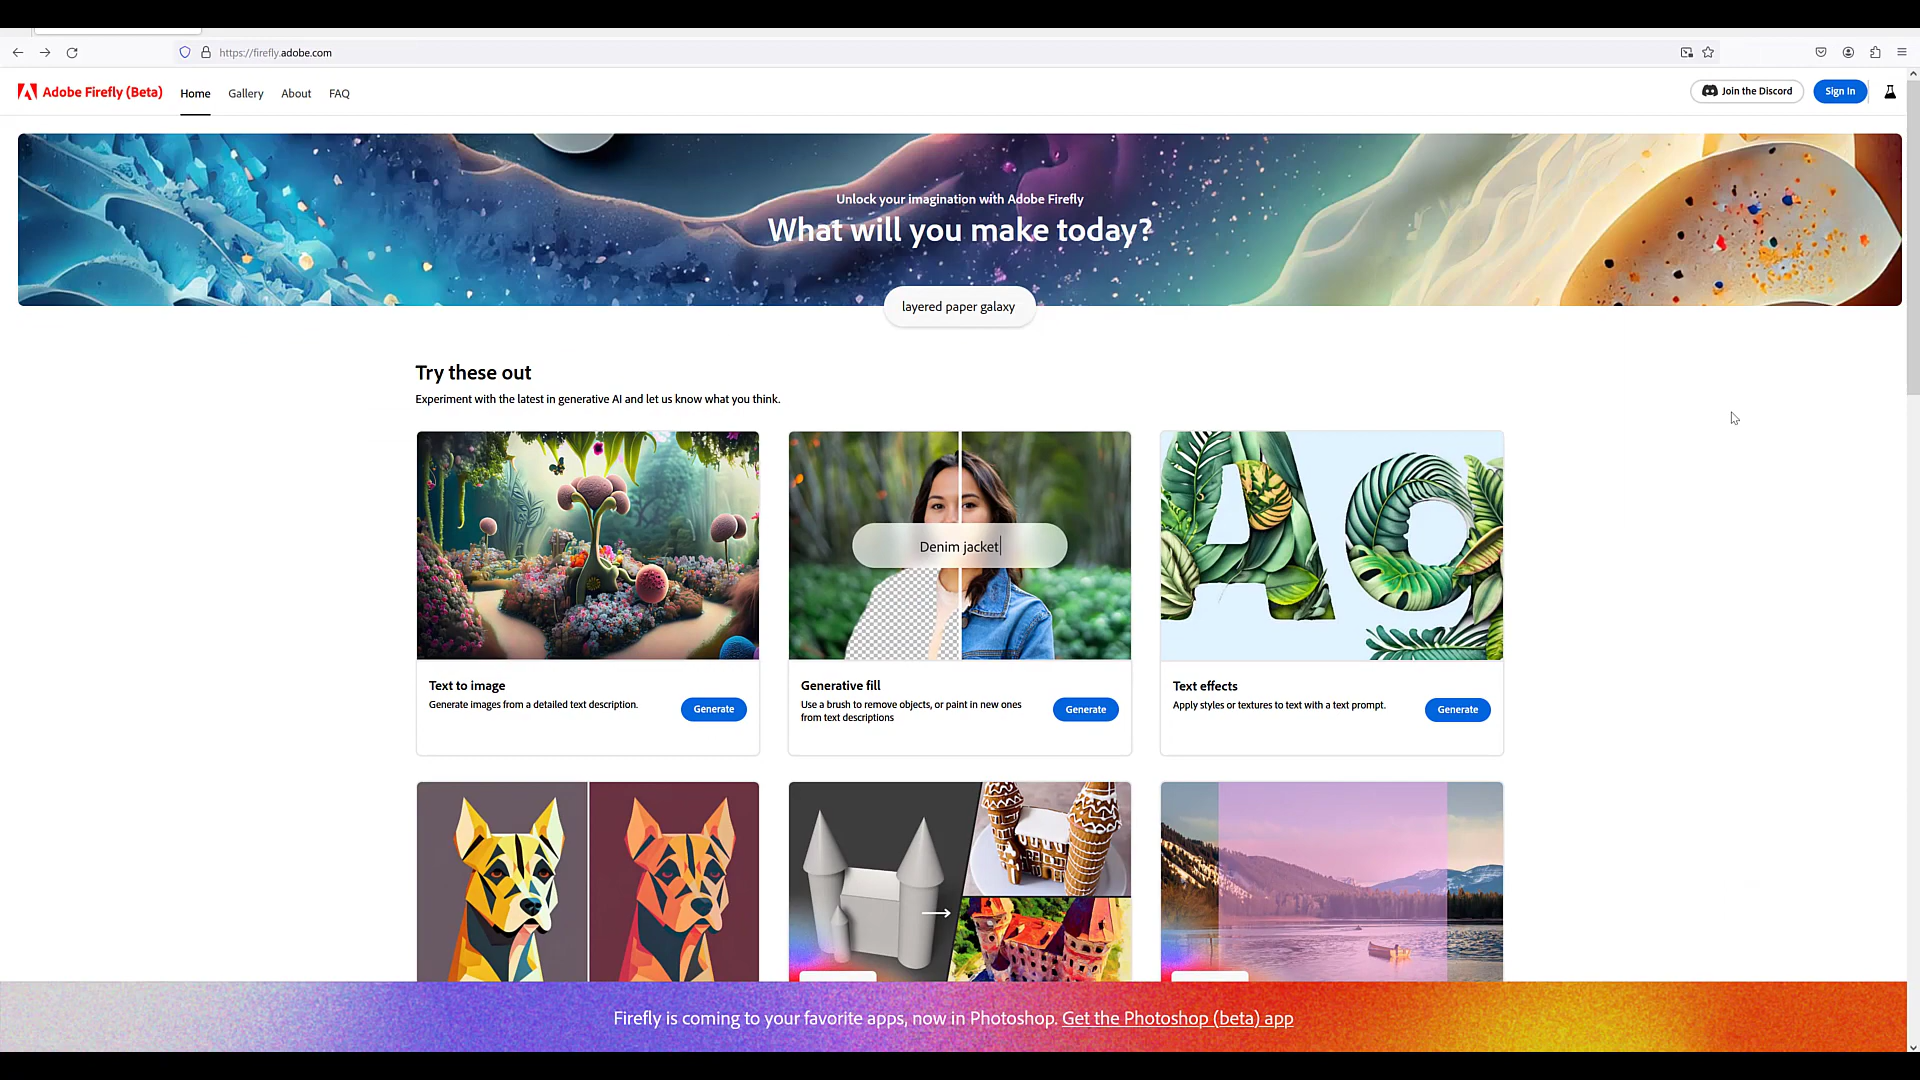 https://firefly.adobe.com
Adobe Firefly (Beta)
Home
Gallery
About
FAQ
Join the Discord
Sign In
Unlock your imagination with Adobe Firefly
What will you make today?
layered paper galaxy
Try these out
Experiment with the latest in generative AI and let us know what you think.
Denim jacket
Ag
Text to image
Generate images from a detailed text description.
Generate
Generative fill
Use a brush to remove objects, or paint in new ones
from text descriptions
Generate
Text effects
Apply styles or textures to text with a text prompt.
Generate
Firefly is coming to your favorite apps, now in Photoshop. Get the Photoshop (beta) app